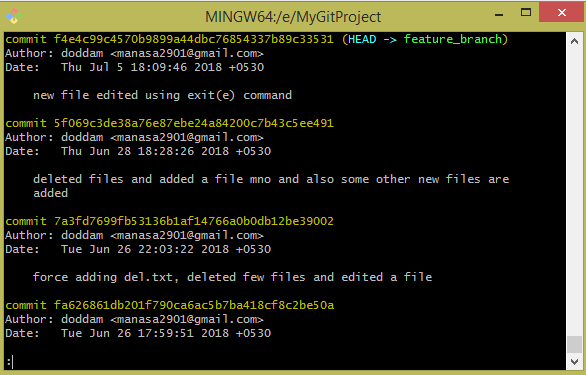 MINGW64:/e/MyGitProject
commit f4e4c99c4570b9899a44dbc76854337b89c33531 (HEAD -> feature_branch)
Author: doddam <manasa2901@gmail.com>
Date:   Thu Jul 5 18:09:46 2018 +0530
new file edited using exit(e) command
commit 5f069c3de38a76e87ebe24a84200c7b43c5ee491
Author: doddam <manasa2901@gmail.com>
Date:   Thu Jun 28 18:28:26 2018 +0530
deleted files and added a file mno and also some other new files are
added
commit 7a3fd7699fb53136b1af14766a0b0db12be39002
Author: doddam <manasa2901@gmail.com>
Date:   Tue Jun 26 22:03:22 2018 +0530
force adding del.txt, deleted few files and edited a file
commit fa626861db201f790ca6ac5b7ba418cf8c2be50a
Author: doddam <manasa2901@gmail.com>
Date:   Tue Jun 26 17:59:51 2018 +0530
: